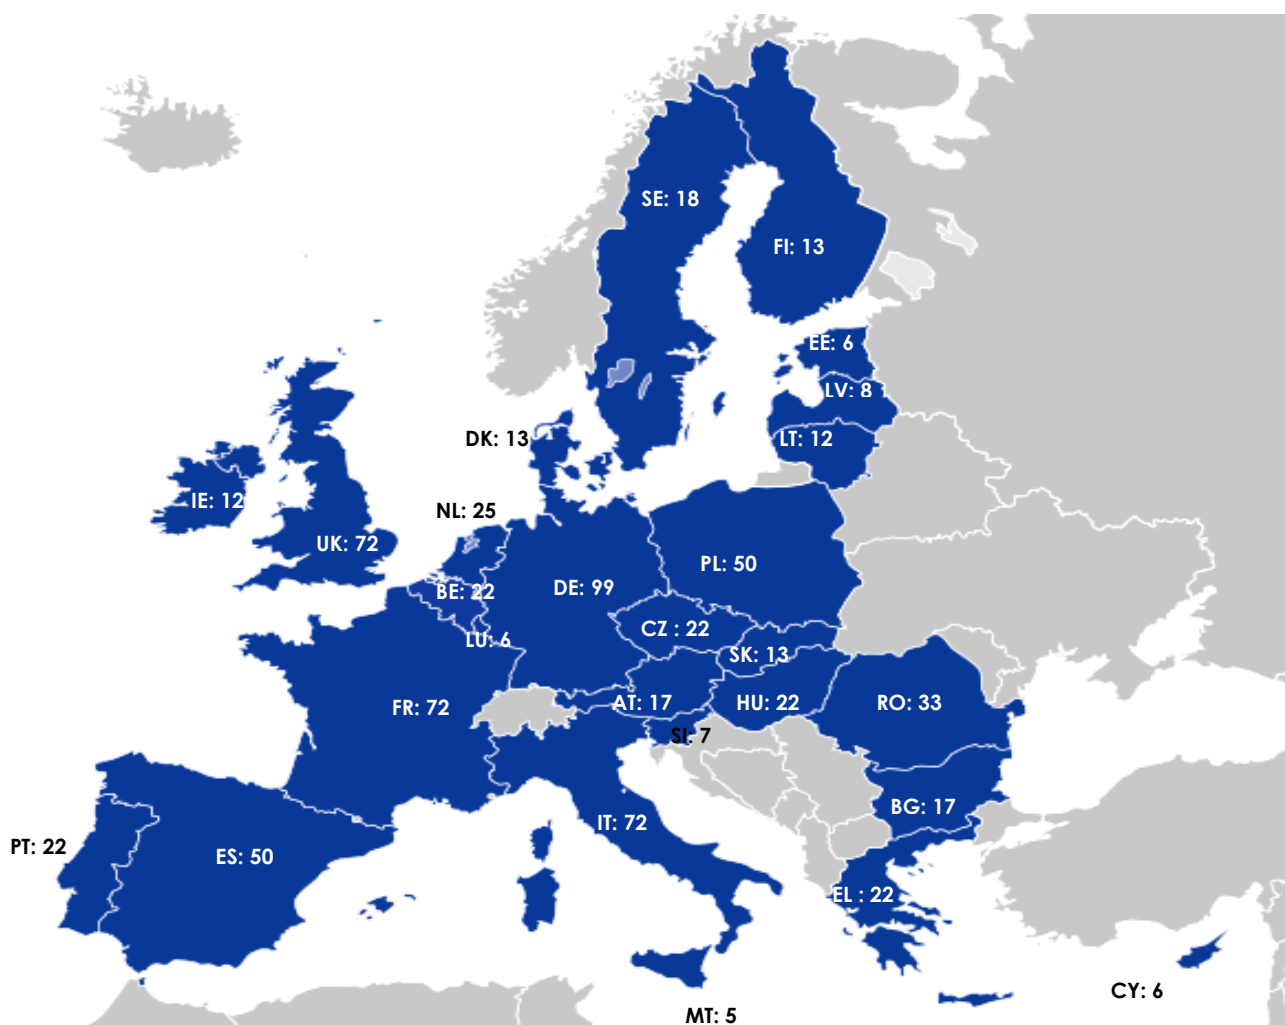 SE: 18
FI: 13
EE: 6
LV: 8
DK: 13
LT: 12
IE: 12
NL: 25
UK: 72
PL: 50
BE: 22
DE: 99
CZ : 22
LU: 6
SK: 13
FR: 72
AT: 17
HU: 22
RO: 33
SI: 7
BG: 17
IT: 72
PT: 22
ES: 50
EL : 22
CY: 6
MT: 5